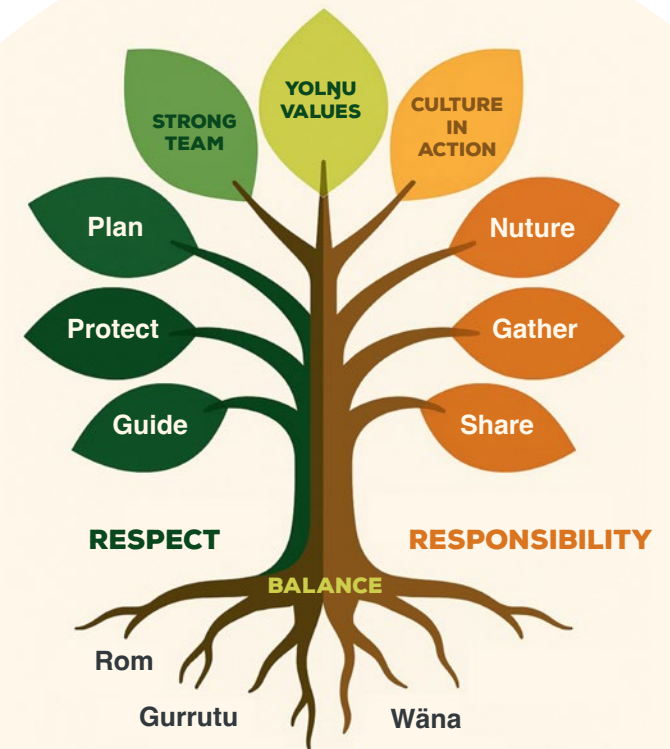 YOLŊU
VALUES
STRONG
TEAM
CULTURE
IN
ACTION
Plan
Nuture
Protect
Gather
Guide
Share
RESPECT
RESPONSIBILITY
BALANCE
Rom
Gurrutu
Wäna